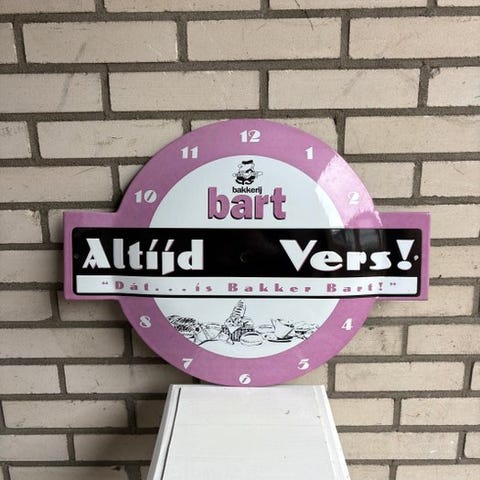 12
11 1
10 2
bakkerij
bart
Altijd Vers!
"Dát... is Bakker Bart!"
8 4
7 5
6